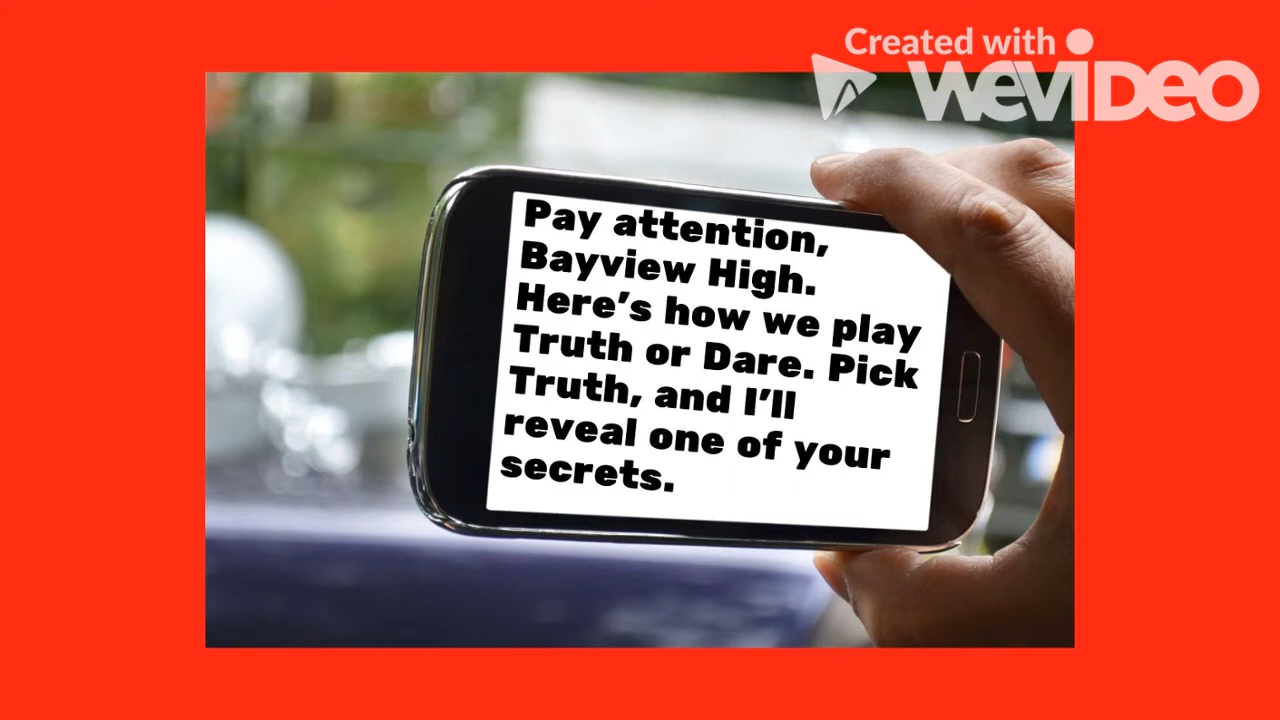 Created with
WeVIDEO
Pay attention,
Bayview High.
Here’s how we play
Truth or Dare. Pick
Truth, and I’ll
reveal one of your
secrets.